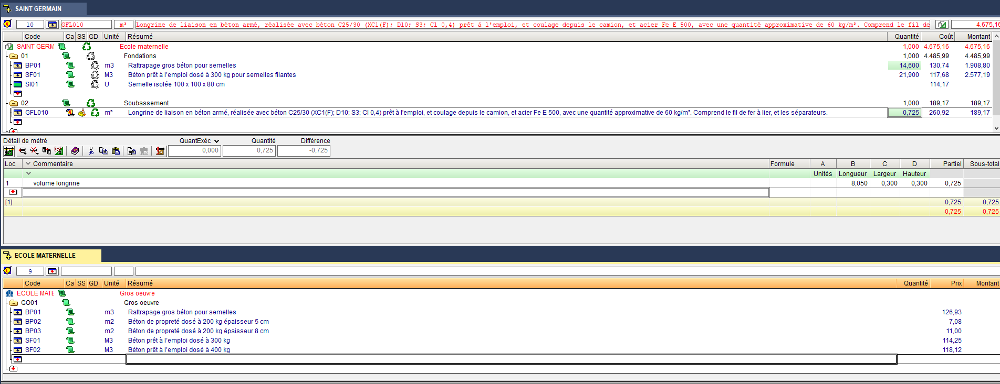 SAINT GERMAIN
10 GFL010 m³ Longrine de liaison en béton armé, réalisée avec béton C25/30 (XC1(F); D10; S3; Cl 0,4) prêt à l'emploi, et coulage depuis le camion, et acier Fe E 500, avec une quantité approximative de 60 kg/m³. Comprend le fil de 4.675,16
Code Ca SS GD Unité Résumé Quantité Coût Montant
SAINT GERM Ecole maternelle 1,000 4.675,16 4.675,16
01 Fondations 1,000 4.485,99 4.485,99
BP01 m3 Rattrapage gros béton pour semelles 14,600 130,74 1.908,80
SF01 M3 Béton prêt à l'emploi dosé à 300 kg pour semelles filantes 21,900 117,68 2.577,19
SI01 U Semelle isolée 100 x 100 x 80 cm 114,17
02 Soubassement 1,000 189,17 189,17
GFL010 m³ Longrine de liaison en béton armé, réalisée avec béton C25/30 (XC1(F); D10; S3; Cl 0,4) prêt à l'emploi, et coulage depuis le camion, et acier Fe E 500, avec une quantité approximative de 60 kg/m³. Comprend le fil de fer à lier, et les séparateurs. 0,725 260,92 189,17
Détail de métré QuantExéc Quantité Différence
0,000 0,725 -0,725
Loc Commentaire Formule A B C D Partiel Sous-total
Unités Longueur Largeur Hauteur
1 volume longrine 8,050 0,300 0,300 0,725
[1] 0,725 0,725
0,725 0,725
ECOLE MATERNELLE
9
Code Ca SS GD Unité Résumé Quantité Prix Montant
ECOLE MATE Gros oeuvre
GO01 Gros oeuvre
BP01 m3 Rattrapage gros béton pour semelles 126,93
BP02 m2 Béton de propreté dosé à 200 kg épaisseur 5 cm 7,08
BP03 m2 Béton de propreté dosé à 200 kg épaisseur 8 cm 11,00
SF01 M3 Béton prêt à l'emploi dosé à 300 kg 114,25
SF02 M3 Béton prêt à l'emploi dosé à 400 kg 118,12